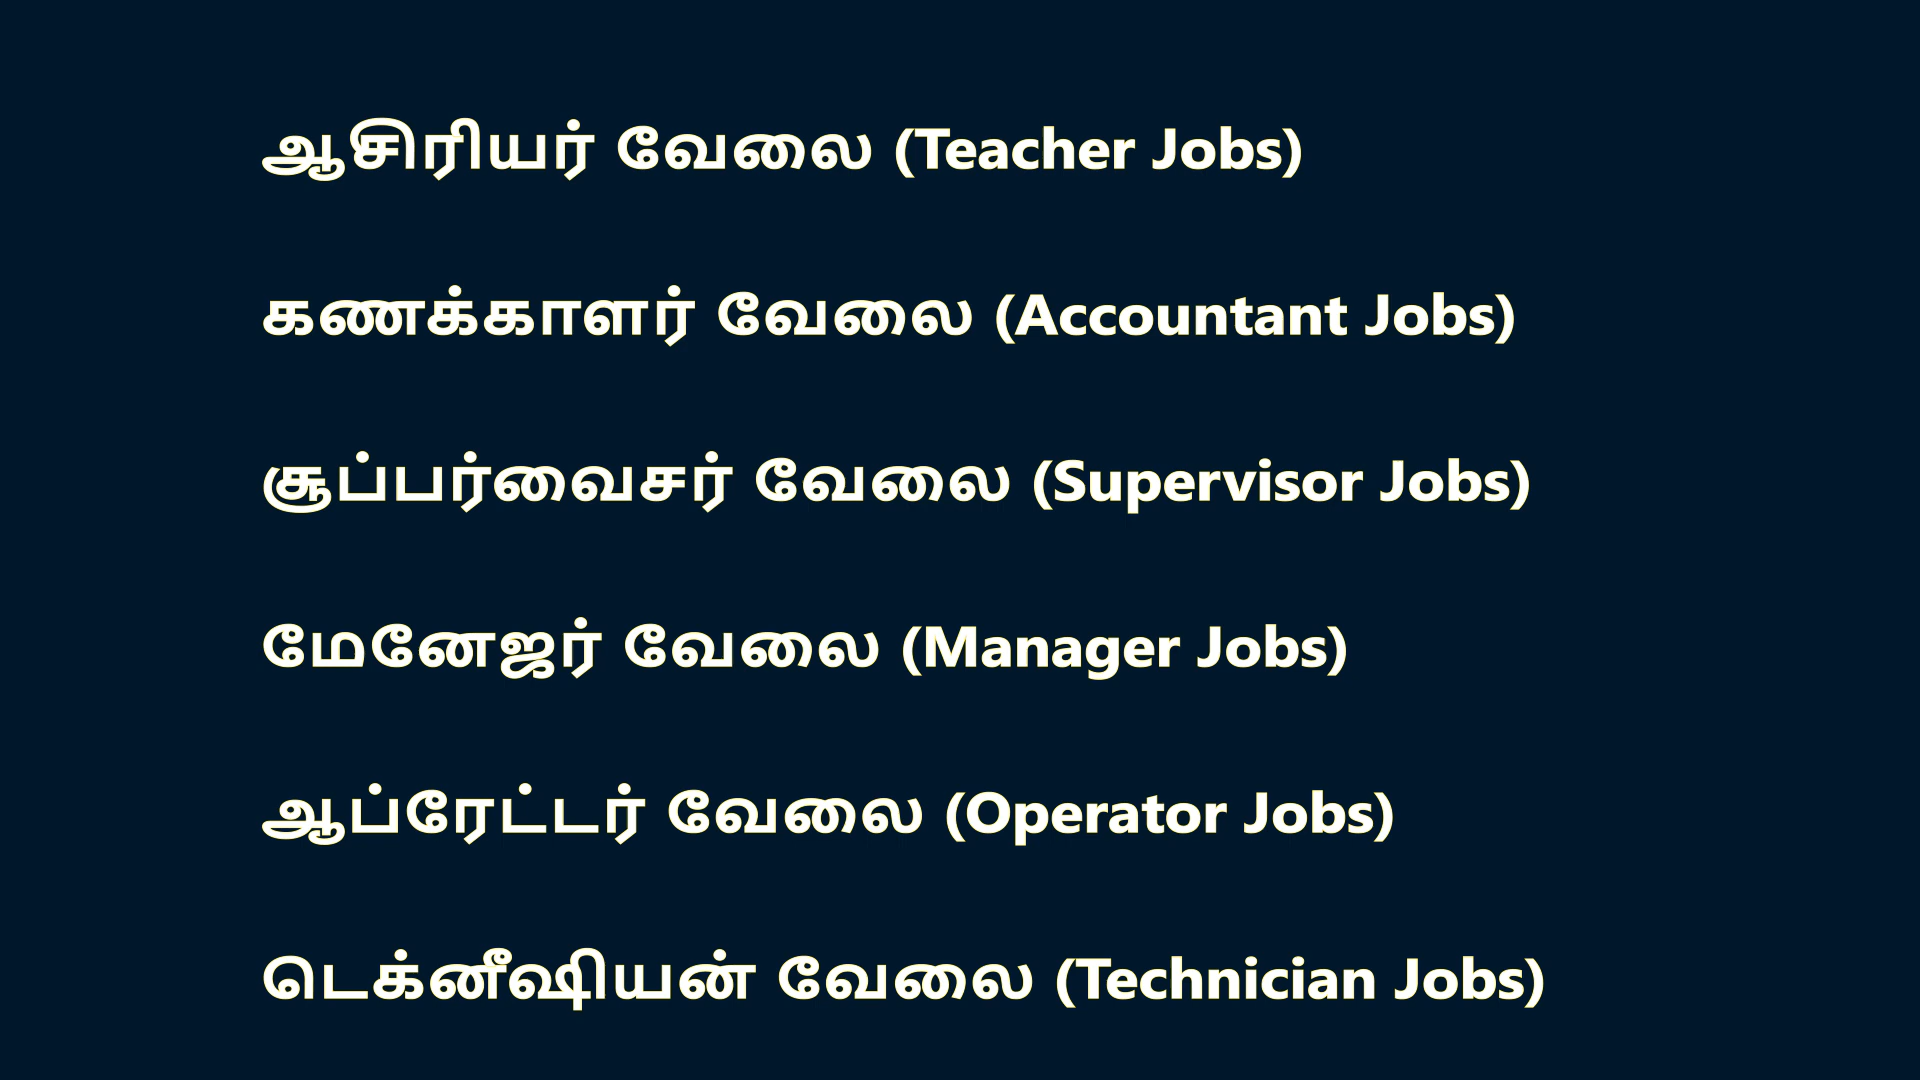 ஆசிரியர் வேலை (Teacher Jobs)
கணக்காளர் வேலை (Accountant Jobs)
சூப்பர்வைசர் வேலை (Supervisor Jobs)
மேனேஜர் வேலை (Manager Jobs)
ஆப்ரேட்டர் வேலை (Operator Jobs)
டெக்னீஷியன் வேலை (Technician Jobs)